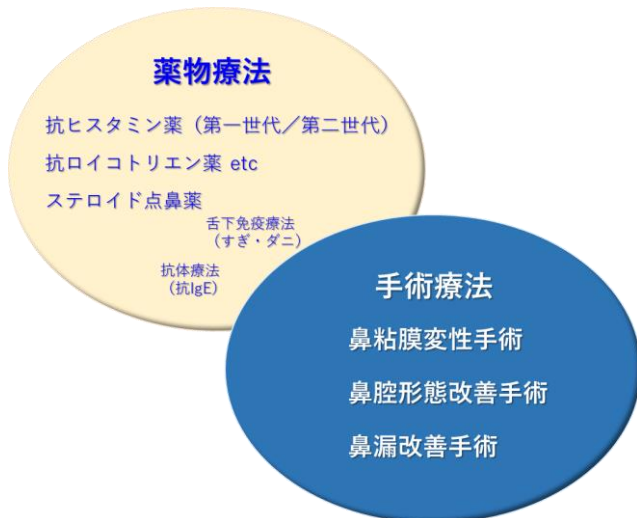 薬物療法
抗ヒスタミン薬（第一世代／第二世代）
抗ロイコトリエン薬 etc
ステロイド点鼻薬
舌下免疫療法
（すぎ・ダニ）
抗体療法
（抗IgE）
手術療法
鼻粘膜変性手術
鼻腔形態改善手術
鼻漏改善手術